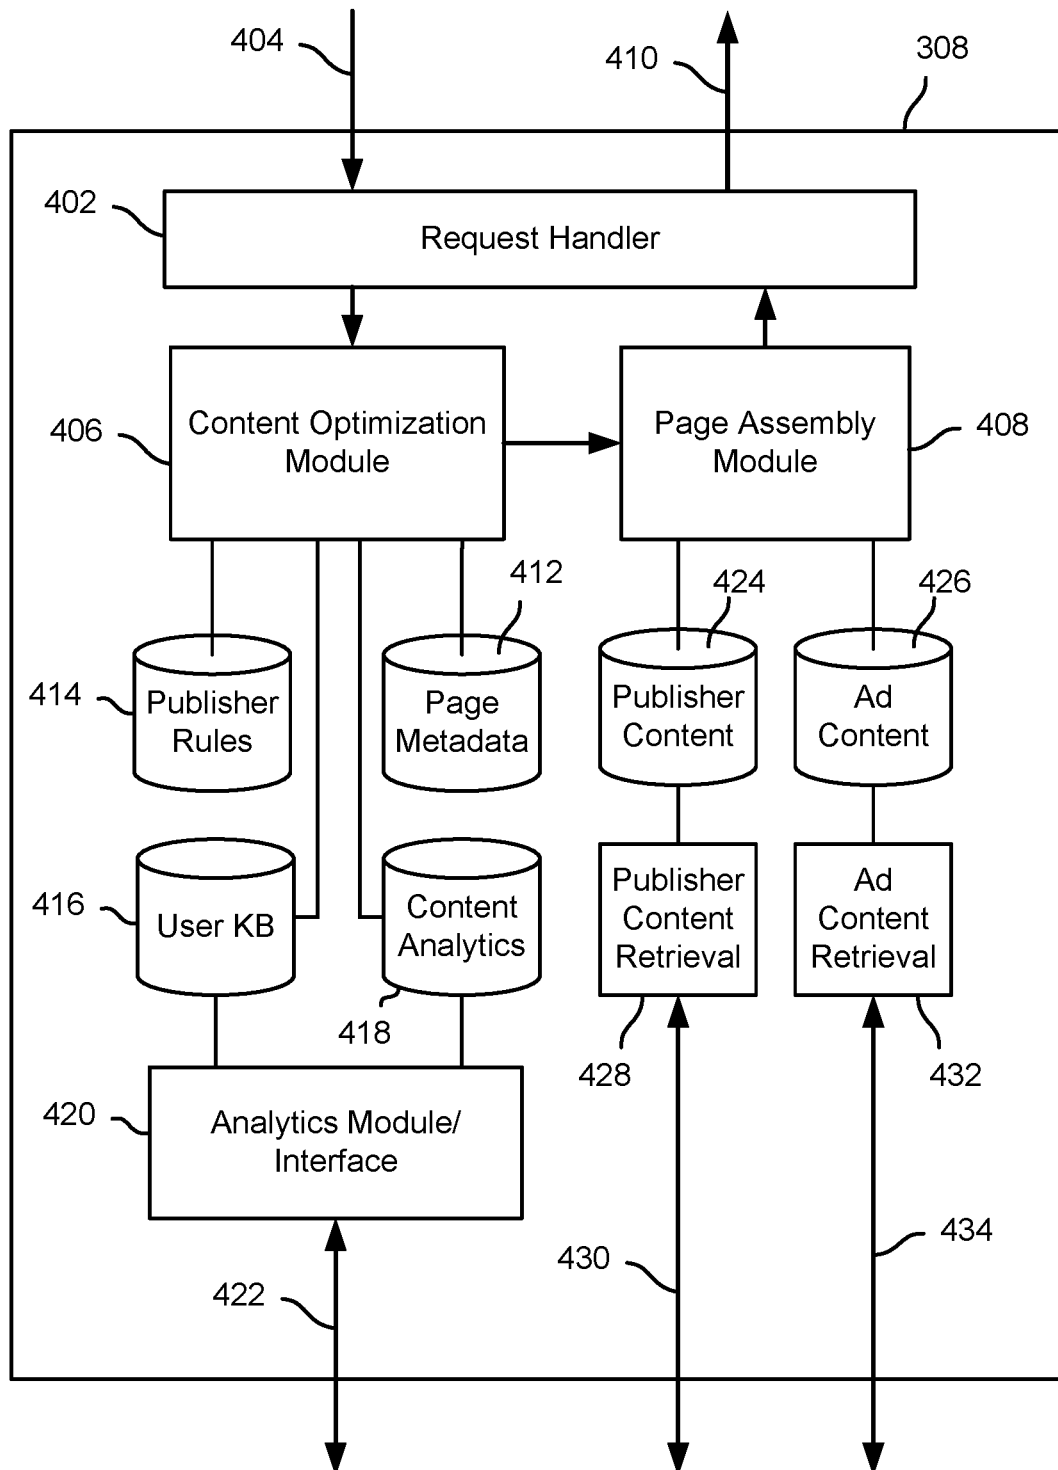 404
410
308
402
Request Handler
406
Content Optimization
Module
Page Assembly
Module
408
412
424
426
414
Publisher
Rules
Page
Metadata
Publisher
Content
Ad
Content
416
User KB
Content
Analytics
418
Publisher
Content
Retrieval
Ad
Content
Retrieval
428
432
420
Analytics Module/
Interface
422
430
434